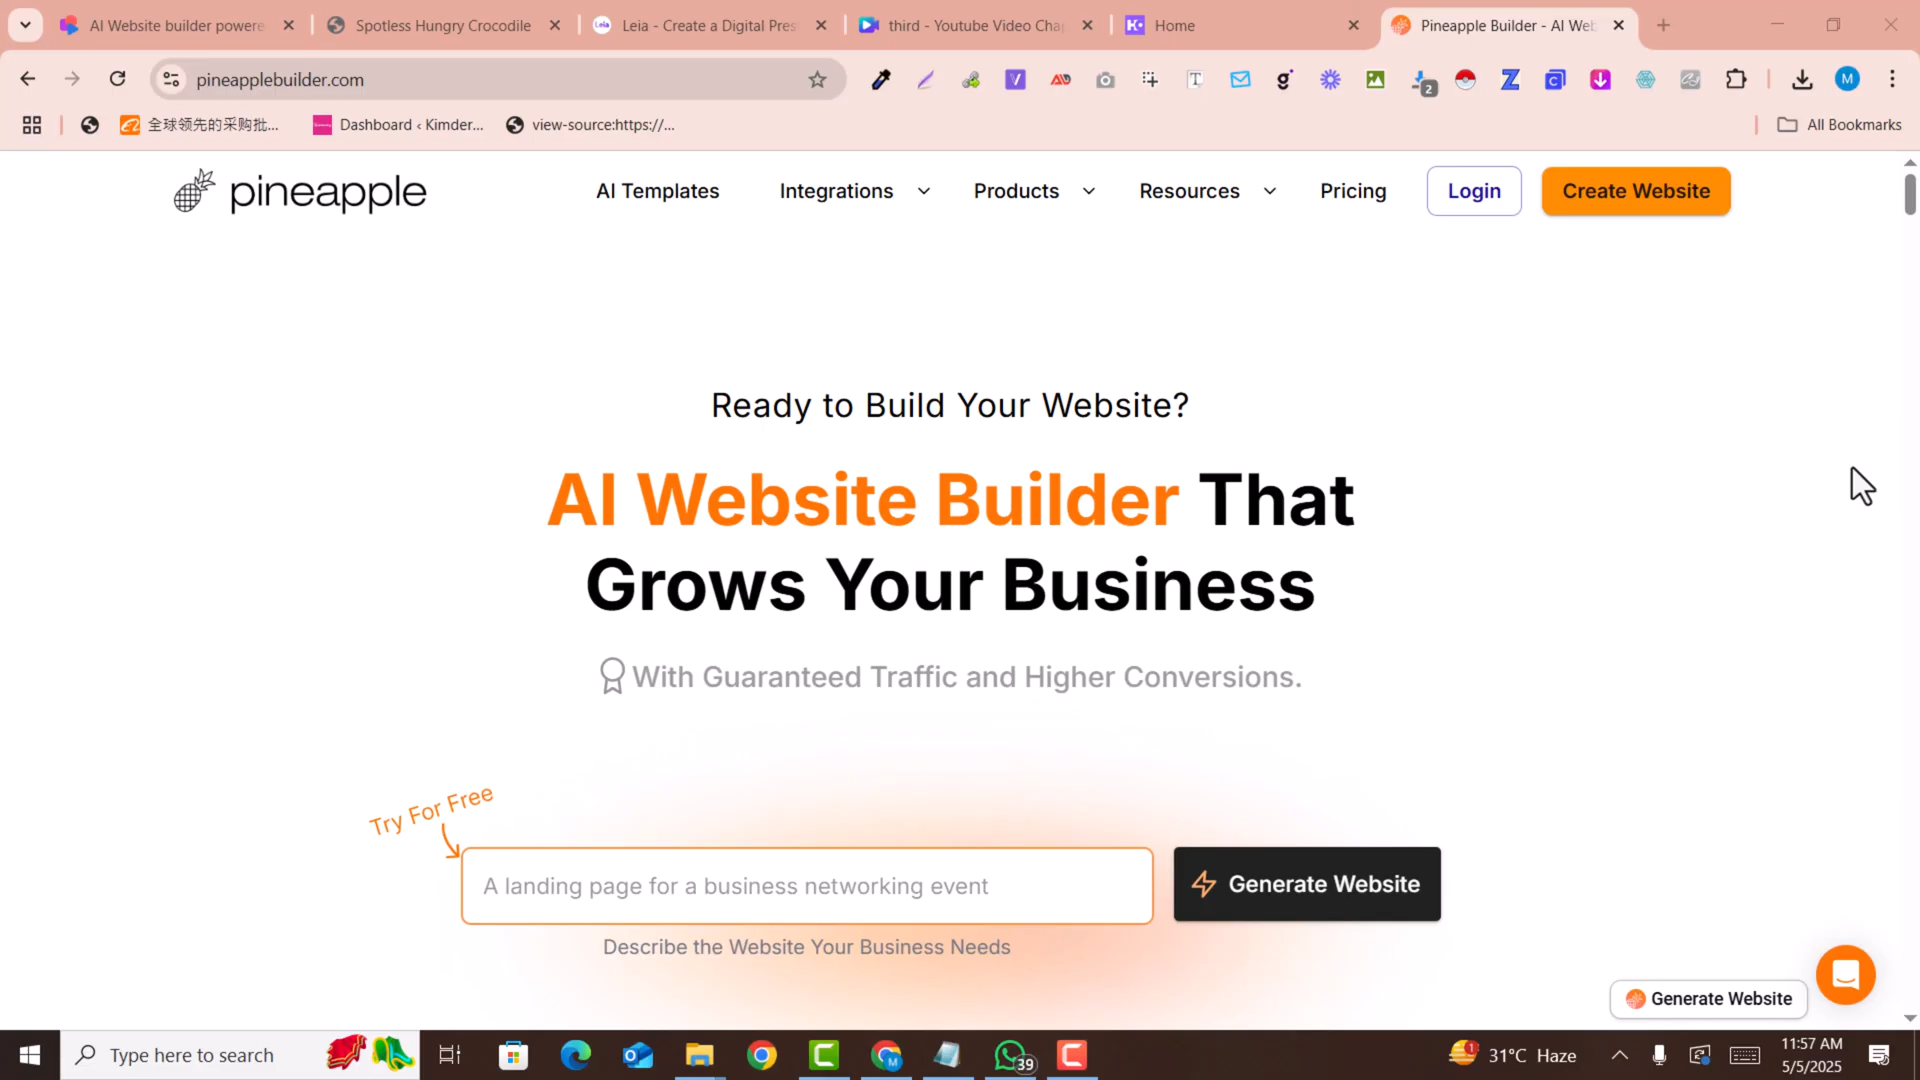 AI Website builder powere
Spotless Hungry Crocodile
Leia - Create a Digital Pres
third - Youtube Video Cha
Home
Pineapple Builder - AI Web
pineapplebuilder.com
2
M
全球领先的采购批...
Dashboard ‹ Kimder...
view-source:https://...
All Bookmarks
pineapple
AI Templates
Integrations
Products
Resources
Pricing
Login
Create Website
Ready to Build Your Website?
AI Website Builder That
Grows Your Business
With Guaranteed Traffic and Higher Conversions.
Try For Free
A landing page for a business networking event
Generate Website
Describe the Website Your Business Needs
Generate Website
Type here to search
39
31°C Haze
11:57 AM
5/5/2025